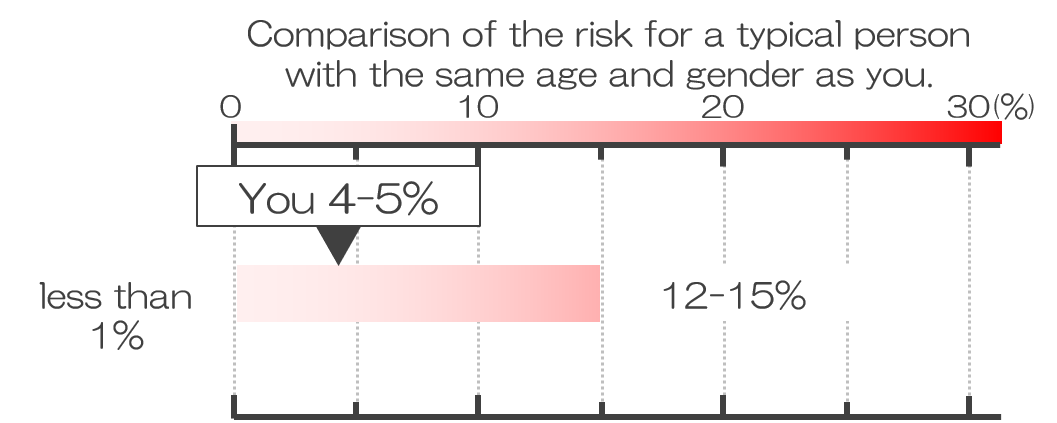 Comparison of the risk for a typical person
with the same age and gender as you.
0 10 20 30(%)
You 4-5%
less than
1%
12-15%